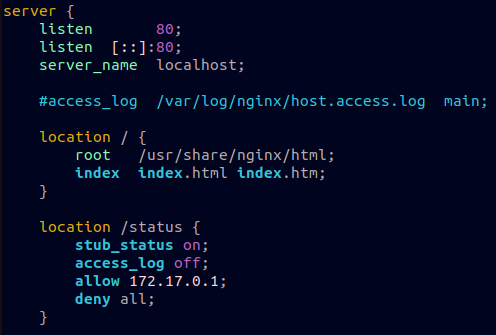 server {
    listen       80;
    listen  [::]:80;
    server_name  localhost;

    #access_log  /var/log/nginx/host.access.log  main;

    location / {
        root   /usr/share/nginx/html;
        index  index.html index.htm;
    }

    location /status {
        stub_status on;
        access_log off;
        allow 172.17.0.1;
        deny all;
    }